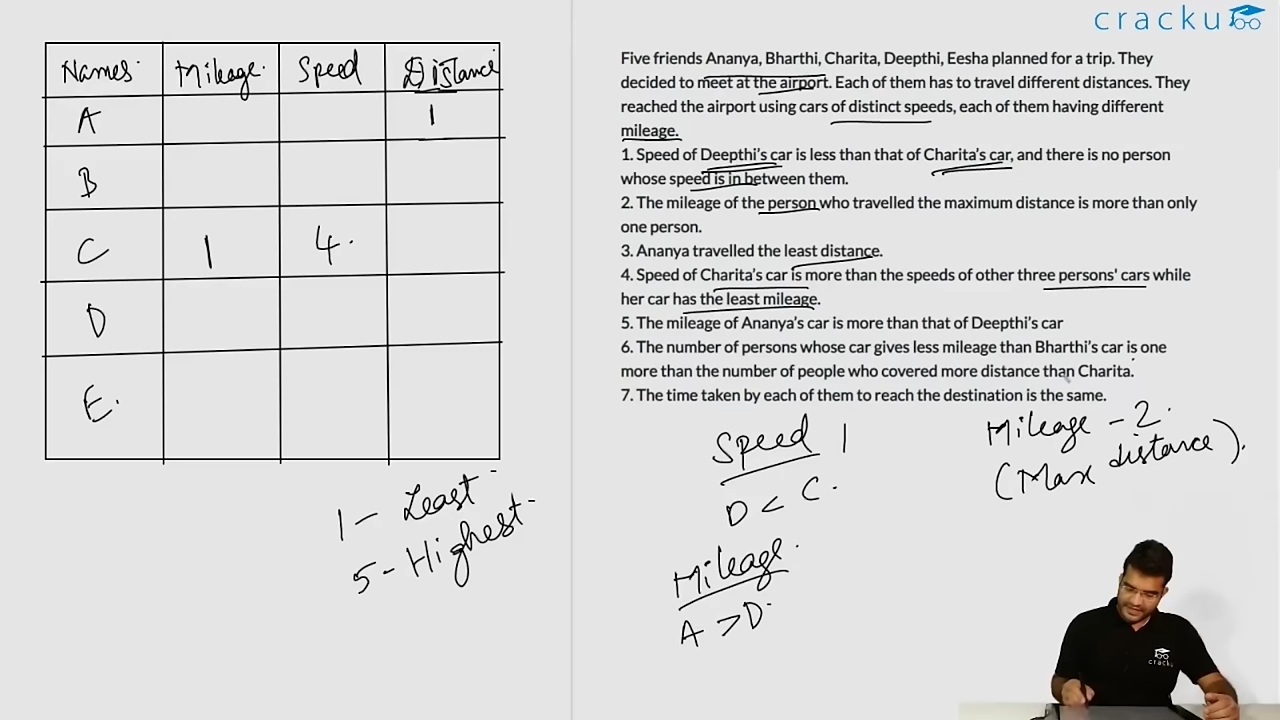 cracku
Names Mileage Speed Distance
A 1
B
C 1 4
D
E
1 - Least
5 - Highest
Five friends Ananya, Bharthi, Charita, Deepthi, Eesha planned for a trip. They
decided to meet at the airport. Each of them has to travel different distances. They
reached the airport using cars of distinct speeds, each of them having different
mileage.
1. Speed of Deepthi's car is less than that of Charita's car, and there is no person
whose speed is in between them.
2. The mileage of the person who travelled the maximum distance is more than only
one person.
3. Ananya travelled the least distance.
4. Speed of Charita's car is more than the speeds of other three persons' cars while
her car has the least mileage.
5. The mileage of Ananya's car is more than that of Deepthi's car
6. The number of persons whose car gives less mileage than Bharthi's car is one
more than the number of people who covered more distance than Charita.
7. The time taken by each of them to reach the destination is the same.
Speed
D < C.
Mileage
A > D
Mileage - 2
(Max distance).
cracku